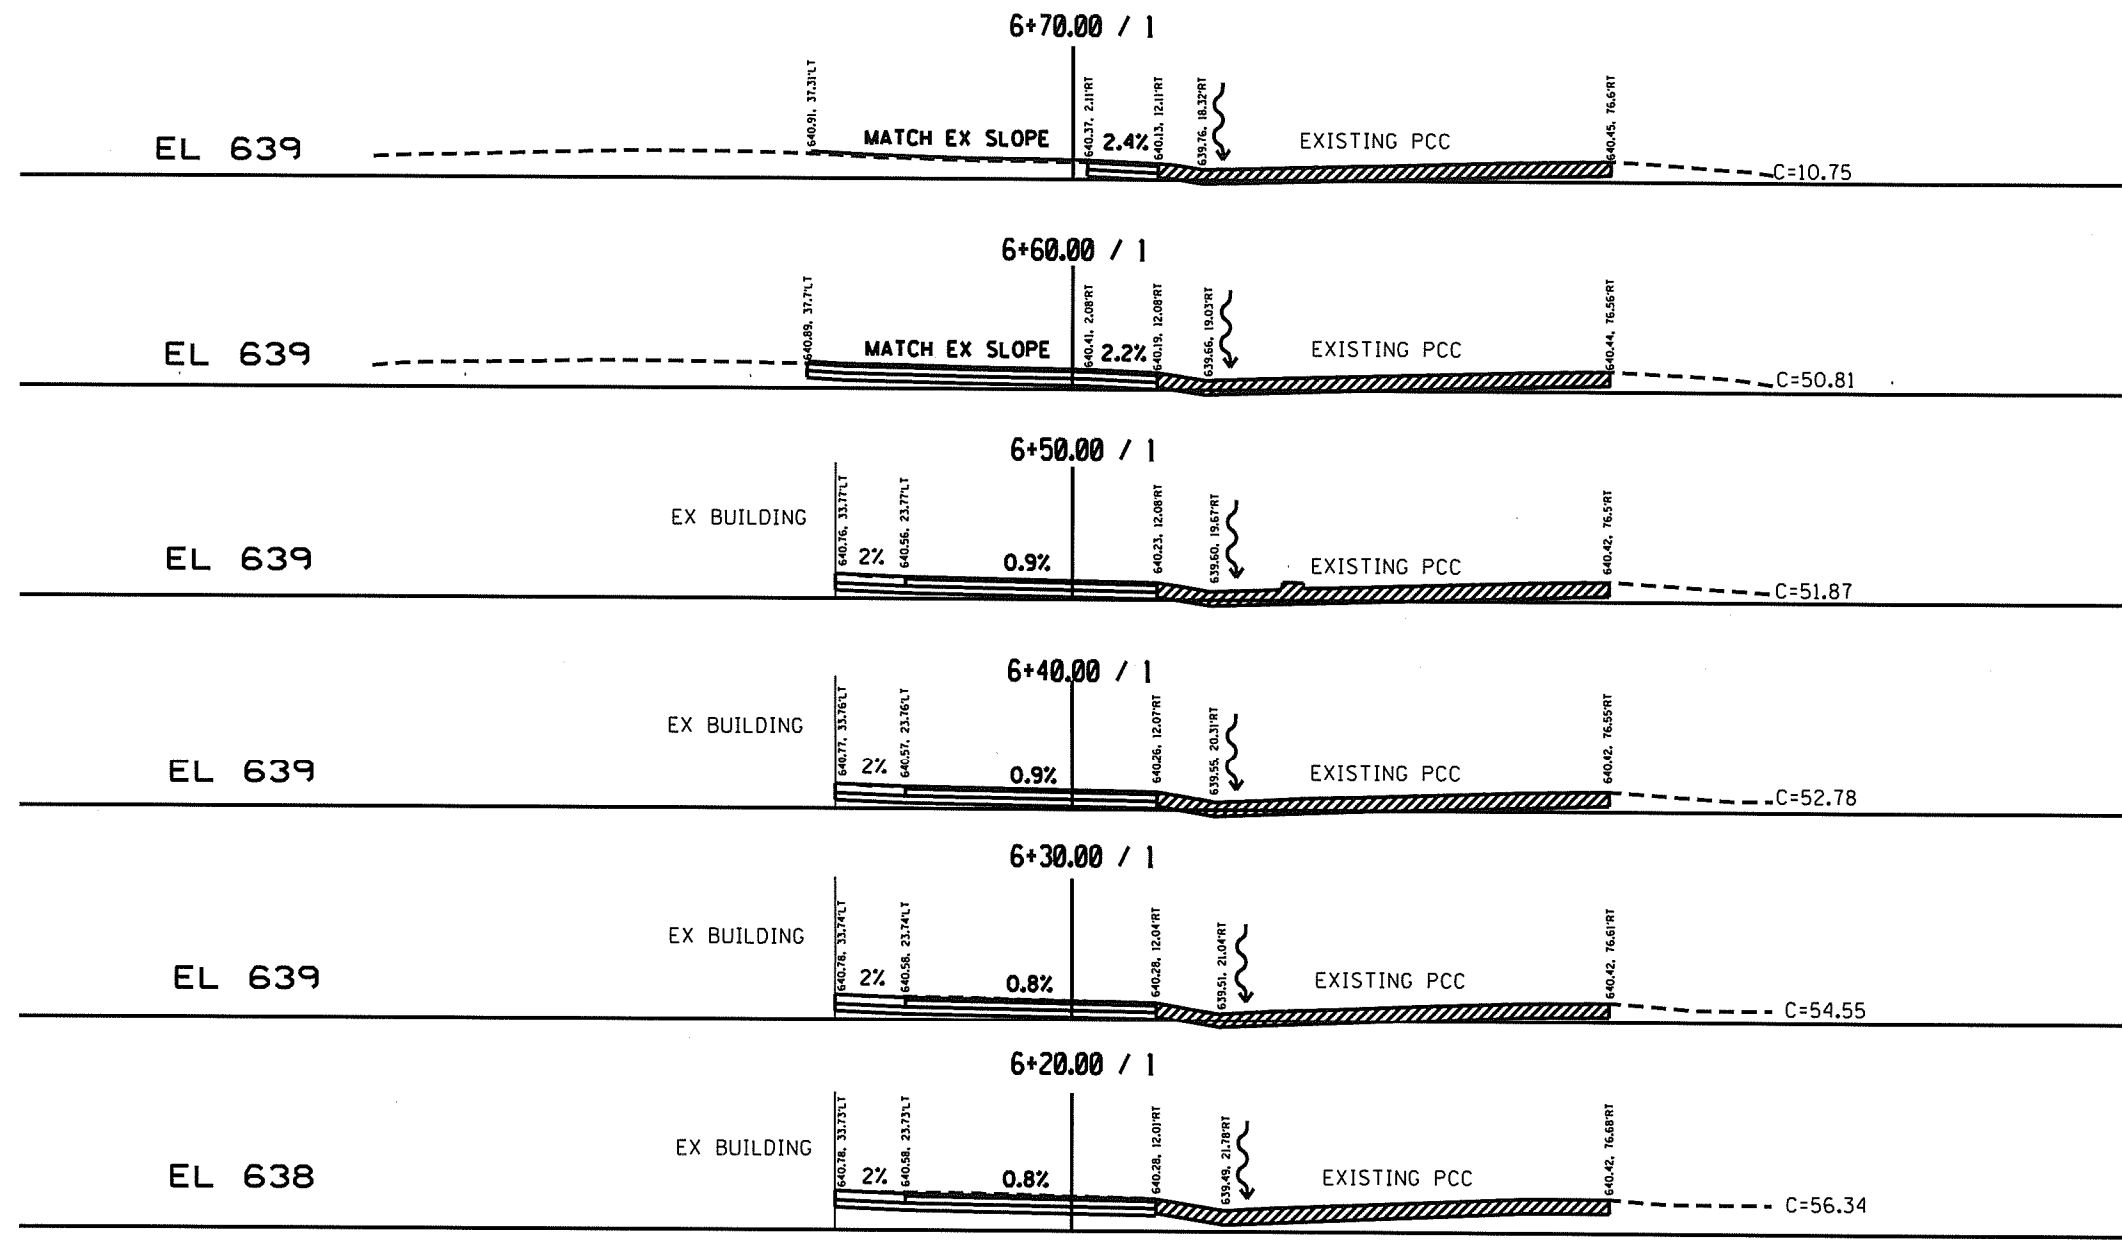 6+70.00 / 1
640.91, 37.31'LT
640.37, 2.11'RT
640.13, 12.11'RT
639.76, 18.32'RT
640.45, 76.6'RT
EL 639
MATCH EX SLOPE
2.4%
EXISTING PCC
C=10.75
6+60.00 / 1
640.89, 37.7'LT
640.41, 2.08'RT
640.19, 12.08'RT
639.66, 19.03'RT
640.44, 76.56'RT
EL 639
MATCH EX SLOPE
2.2%
EXISTING PCC
C=50.81
6+50.00 / 1
EX BUILDING
640.76, 33.77'LT
640.56, 23.77'LT
640.23, 12.08'RT
639.60, 19.67'RT
640.42, 76.5'RT
EL 639
2%
0.9%
EXISTING PCC
C=51.87
6+40.00 / 1
EX BUILDING
640.77, 33.76'LT
640.57, 23.76'LT
640.26, 12.07'RT
639.55, 20.31'RT
640.42, 76.55'RT
EL 639
2%
0.9%
EXISTING PCC
C=52.78
6+30.00 / 1
EX BUILDING
640.78, 33.74'LT
640.58, 23.74'LT
640.28, 12.04'RT
639.51, 21.04'RT
640.42, 76.61'RT
EL 639
2%
0.8%
EXISTING PCC
C=54.55
6+20.00 / 1
EX BUILDING
640.78, 33.73'LT
640.58, 23.73'LT
640.28, 12.01'RT
639.49, 21.78'RT
640.42, 76.68'RT
EL 638
2%
0.8%
EXISTING PCC
C=56.34